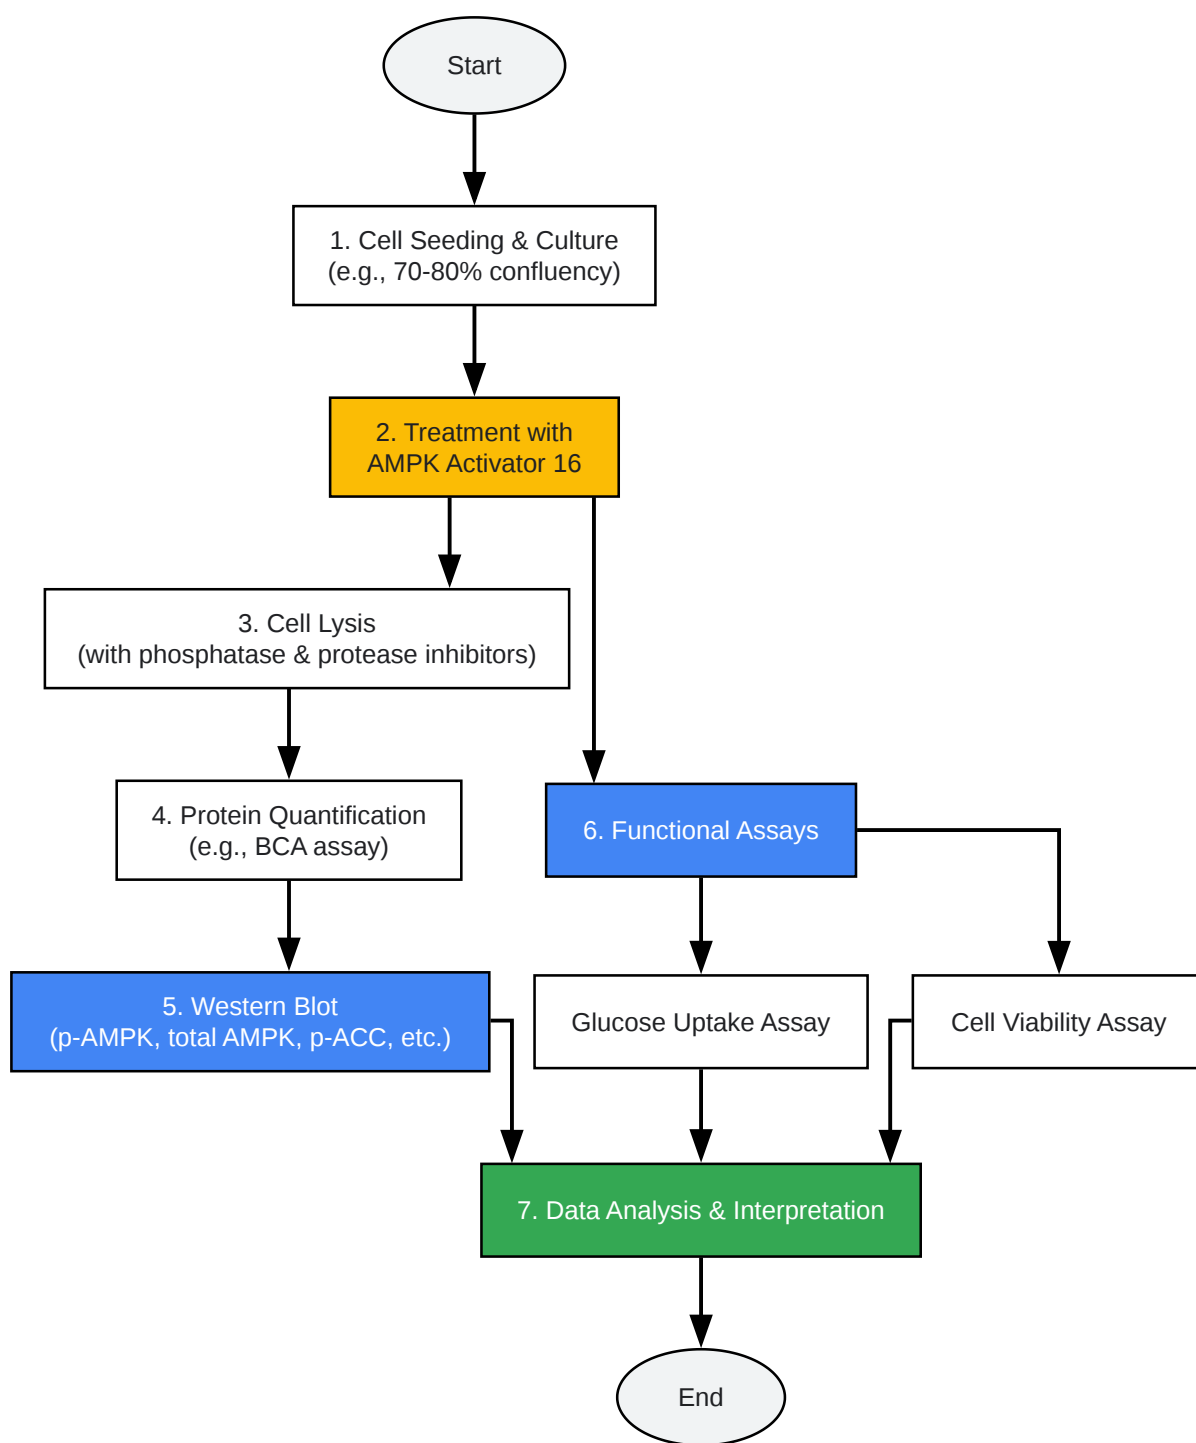 Start
1. Cell Seeding & Culture
(e.g., 70-80% confluency)
2. Treatment with
AMPK Activator 16
3. Cell Lysis
(with phosphatase & protease inhibitors)
4. Protein Quantification
(e.g., BCA assay)
6. Functional Assays
5. Western Blot
(p-AMPK, total AMPK, p-ACC, etc.)
Glucose Uptake Assay
Cell Viability Assay
7. Data Analysis & Interpretation
End